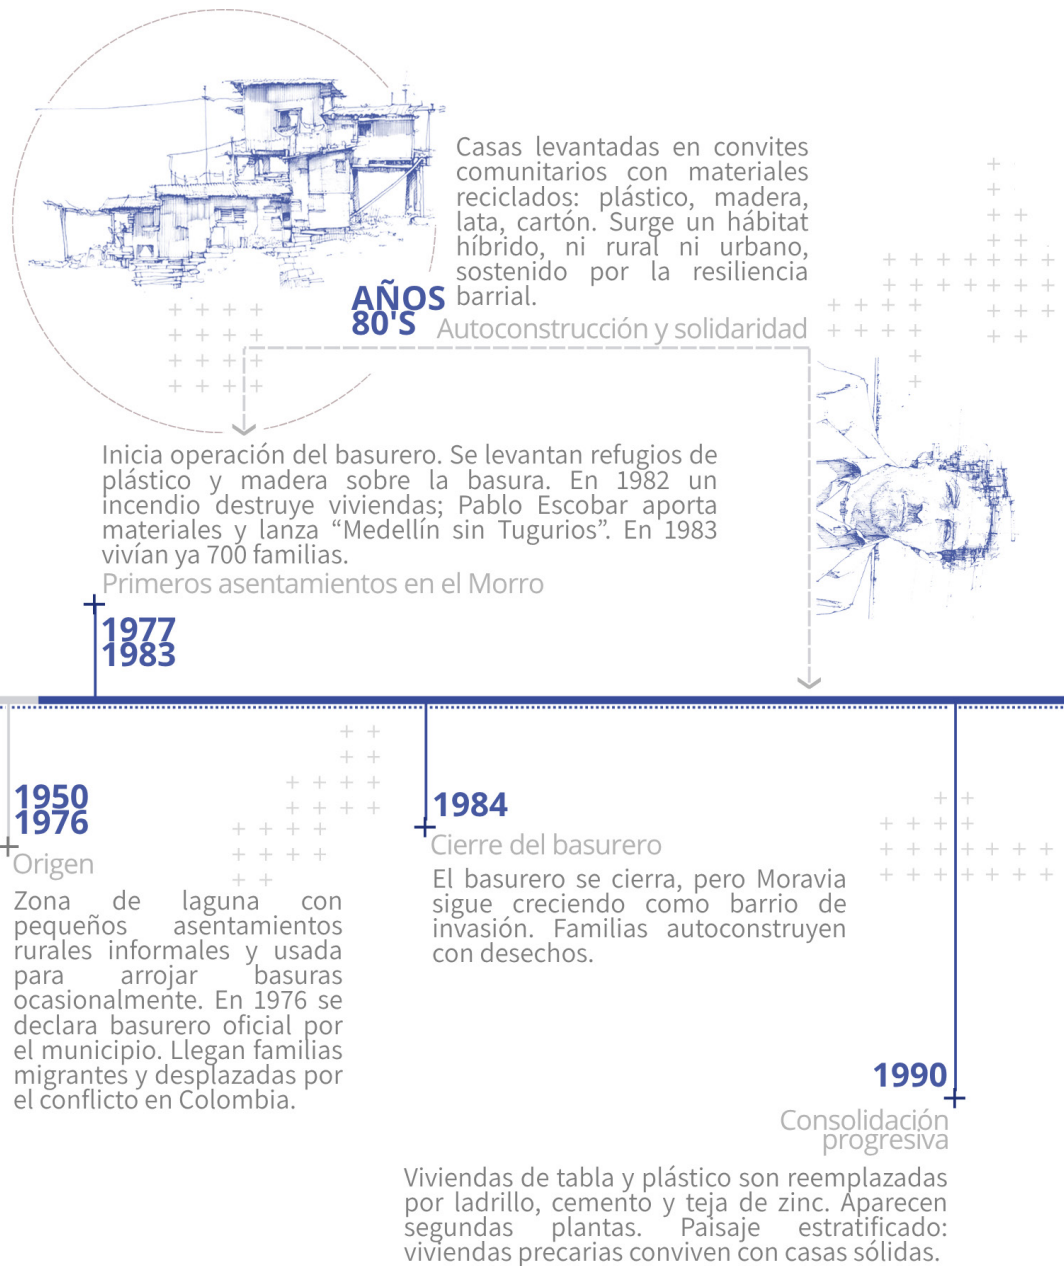 Casas levantadas en convites
comunitarios con materiales
reciclados: plástico, madera,
lata, cartón. Surge un hábitat
híbrido, ni rural ni urbano,
sostenido por la resiliencia
barrial.
AÑOS
80'S
Autoconstrucción y solidaridad
Inicia operación del basurero. Se levantan refugios de
plástico y madera sobre la basura. En 1982 un
incendio destruye viviendas; Pablo Escobar aporta
materiales y lanza “Medellín sin Tugurios”. En 1983
vivían ya 700 familias.
Primeros asentamientos en el Morro
1977
1983
1950
1976
Origen
Zona de laguna con
pequeños asentamientos
rurales informales y usada
para arrojar basuras
ocasionalmente. En 1976 se
declara basurero oficial por
el municipio. Llegan familias
migrantes y desplazadas por
el conflicto en Colombia.
1984
Cierre del basurero
El basurero se cierra, pero Moravia
sigue creciendo como barrio de
invasión. Familias autoconstruyen
con desechos.
1990
Consolidación
progresiva
Viviendas de tabla y plástico son reemplazadas
por ladrillo, cemento y teja de zinc. Aparecen
segundas plantas. Paisaje estratificado:
viviendas precarias conviven con casas sólidas.